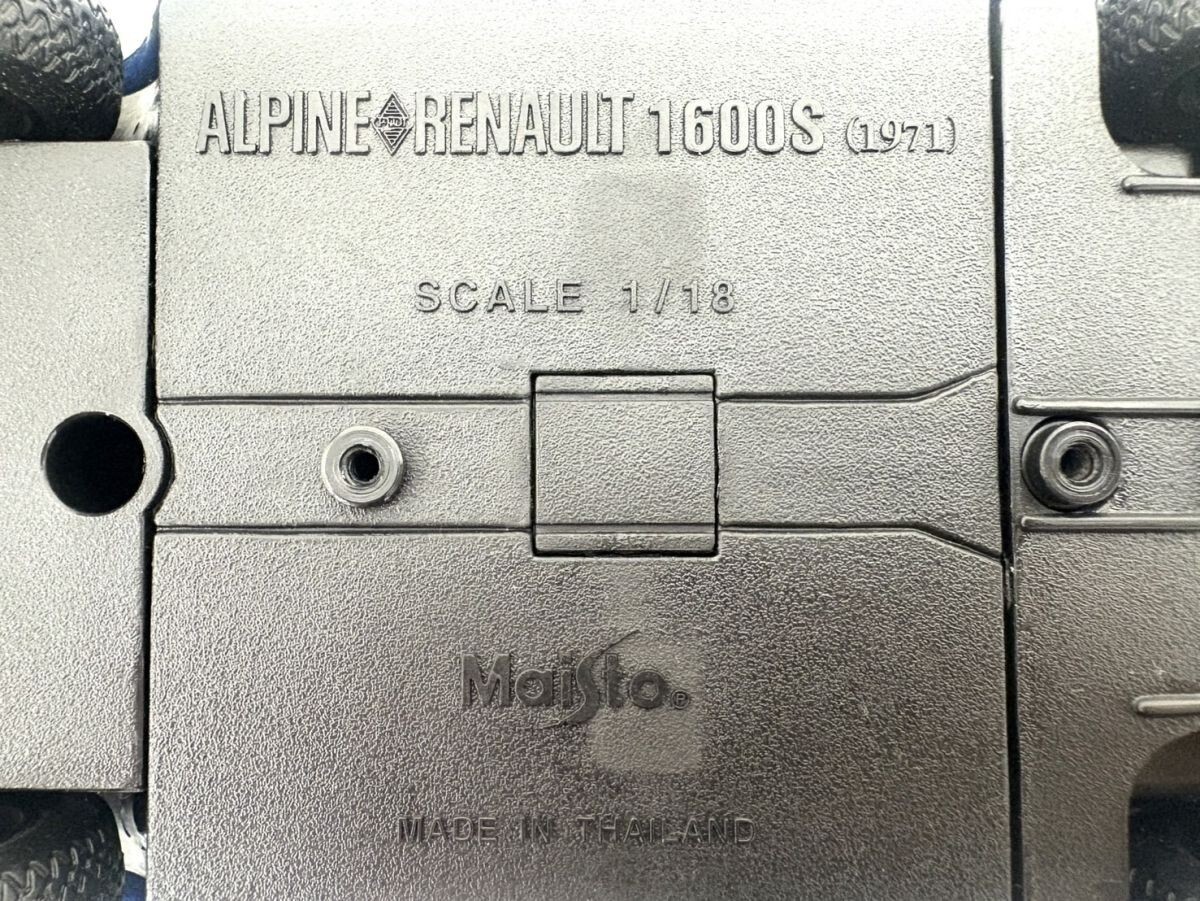 ALPINE RENAULT 1600S (1971)
SCALE 1/18
Maisto®
MADE IN THAILAND